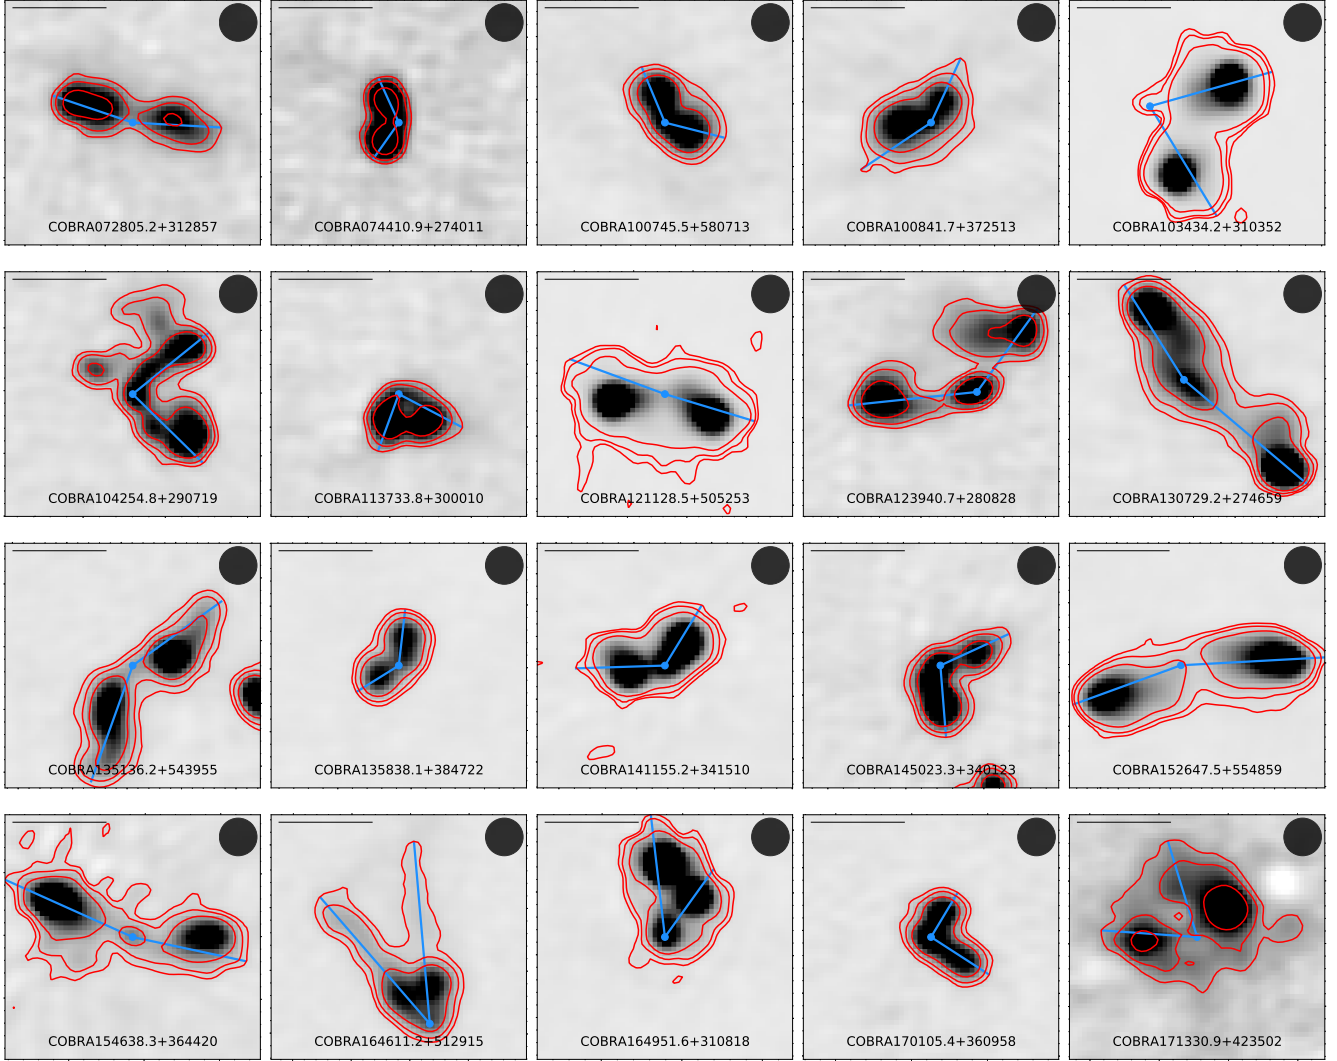 COBRA072805.2+312857
COBRA074410.9+274011
COBRA100745.5+580713
COBRA100841.7+372513
COBRA103434.2+310352
COBRA104254.8+290719
COBRA113733.8+300010
COBRA121128.5+505253
COBRA123940.7+280828
COBRA130729.2+274659
COBRA135136.2+543955
COBRA135838.1+384722
COBRA141155.2+341510
COBRA145023.3+340123
COBRA152647.5+554859
COBRA154638.3+364420
COBRA164611.2+512915
COBRA164951.6+310818
COBRA170105.4+360958
COBRA171330.9+423502